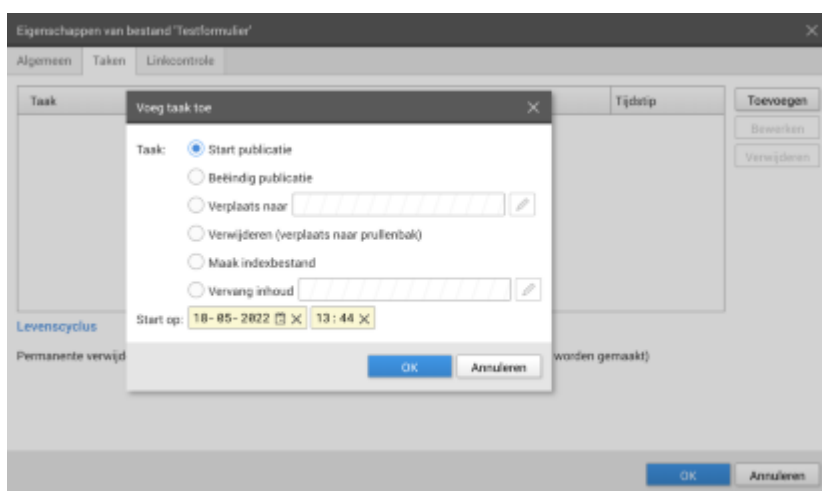 Eigenschappen van bestand 'Testformulier'
Algemeen Taken Linkcontrole
Taak Tijdstip Toevoegen
Voeg taak toe
Bewerken
Taak: Start publicatie
Verwijderen
Beëindig publicatie
Verplaats naar
Verwijderen (verplaats naar prullenbak)
Maak indexbestand
Vervang inhoud
Start op: 18-05-2022 13:44
Levenscyclus
Permanente verwijd worden gemaakt)
OK Annuleren
OK Annuleren